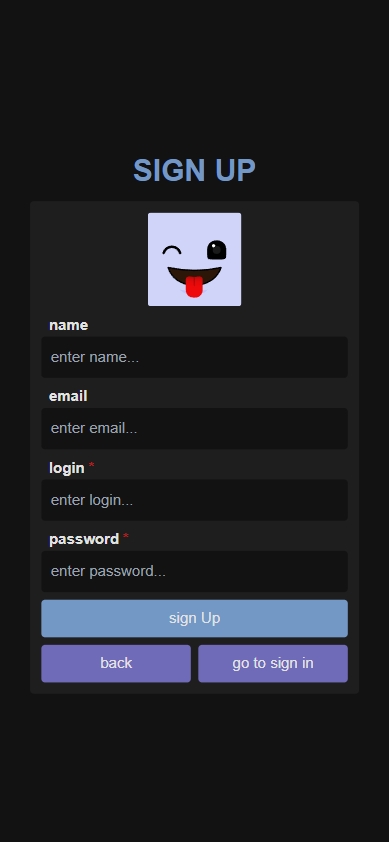 SIGN UP
name
enter name...
email
enter email...
login *
enter login...
password *
enter password...
sign Up
back
go to sign in